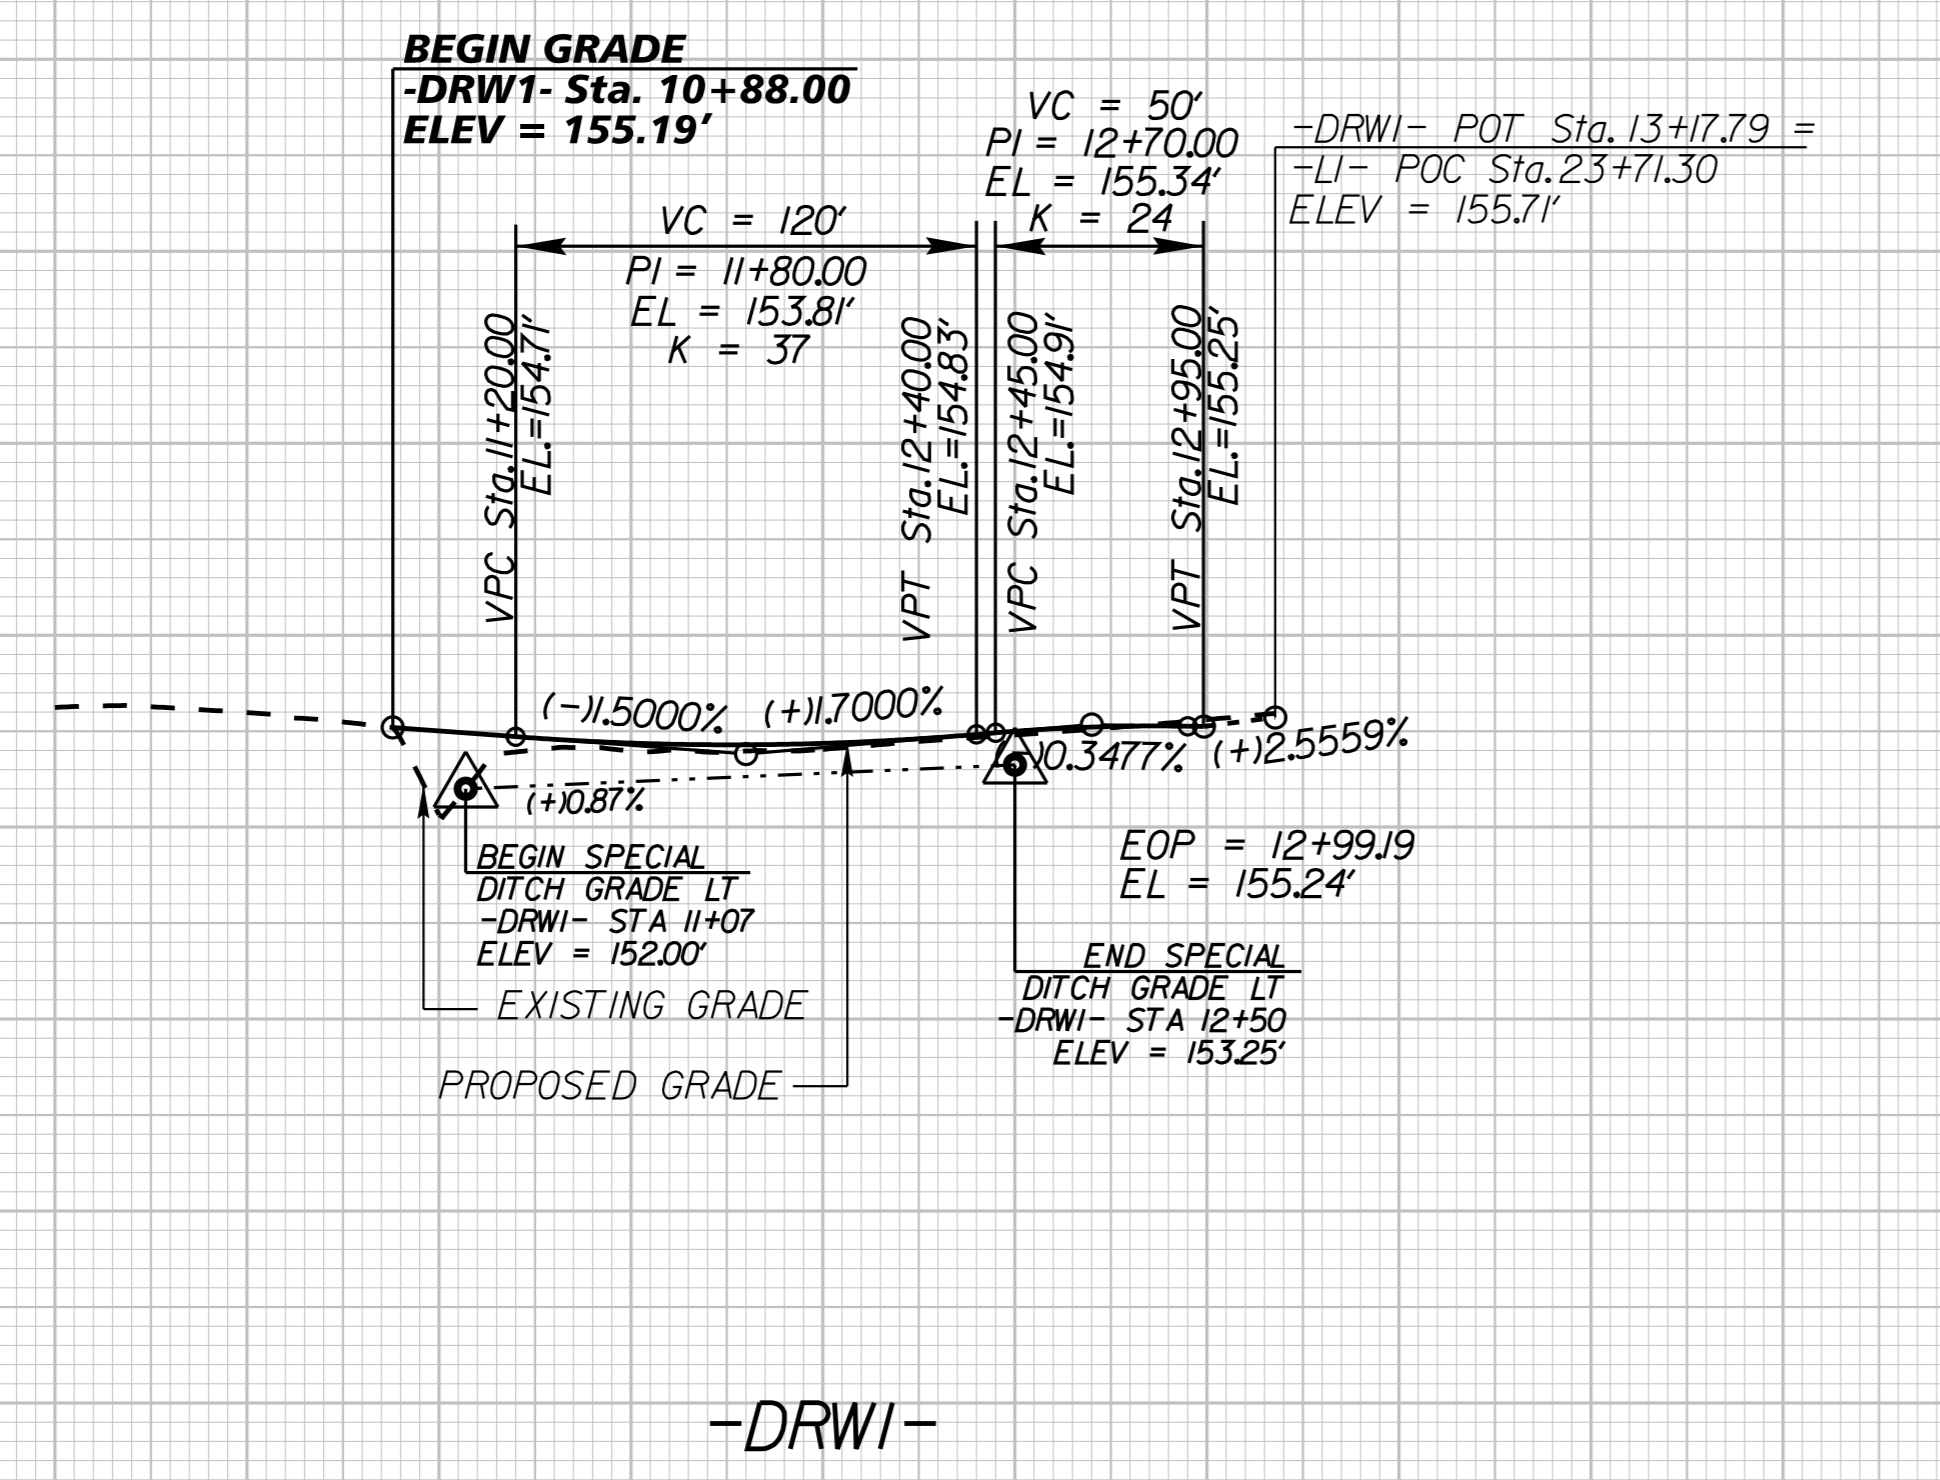 BEGIN GRADE
-DRW1- Sta. 10+88.00
ELEV = 155.19'
VC = 50'
PI = 12+70.00
EL = 155.34'
K = 24
-DRW1- POT Sta. 13+17.79 =
-L1- POC Sta. 23+71.30
ELEV = 155.71'
VC = 120'
PI = 11+80.00
EL = 153.81'
K = 37
VPC Sta. 11+20.00
EL.=154.71'
VPT Sta. 12+40.00
EL.=154.83'
VPC Sta. 12+45.00
EL.=154.91'
VPT Sta. 12+95.00
EL.=155.25'
(-)1.5000%
(+)1.7000%
)0.3477%
(+)2.5559%
(+)0.87%
BEGIN SPECIAL
DITCH GRADE LT
-DRW1- STA 11+07
ELEV = 152.00'
EOP = 12+99.19
EL = 155.24'
END SPECIAL
DITCH GRADE LT
-DRW1- STA 12+50
ELEV = 153.25'
EXISTING GRADE
PROPOSED GRADE
-DRW1-